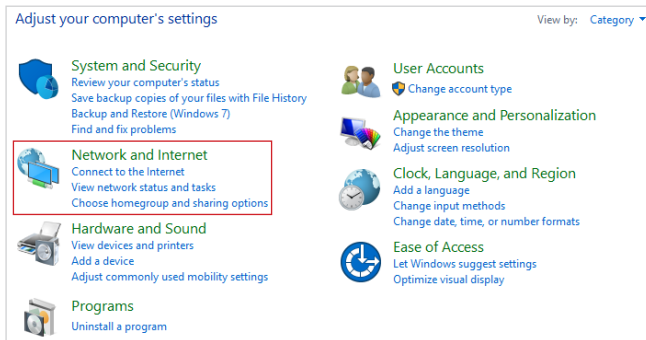 Adjust your computer's settings
View by: Category
System and Security
Review your computer's status
Save backup copies of your files with File History
Backup and Restore (Windows 7)
Find and fix problems
Network and Internet
Connect to the Internet
View network status and tasks
Choose homegroup and sharing options
Hardware and Sound
View devices and printers
Add a device
Adjust commonly used mobility settings
Programs
Uninstall a program
User Accounts
Change account type
Appearance and Personalization
Change the theme
Adjust screen resolution
Clock, Language, and Region
Add a language
Change input methods
Change date, time, or number formats
Ease of Access
Let Windows suggest settings
Optimize visual display